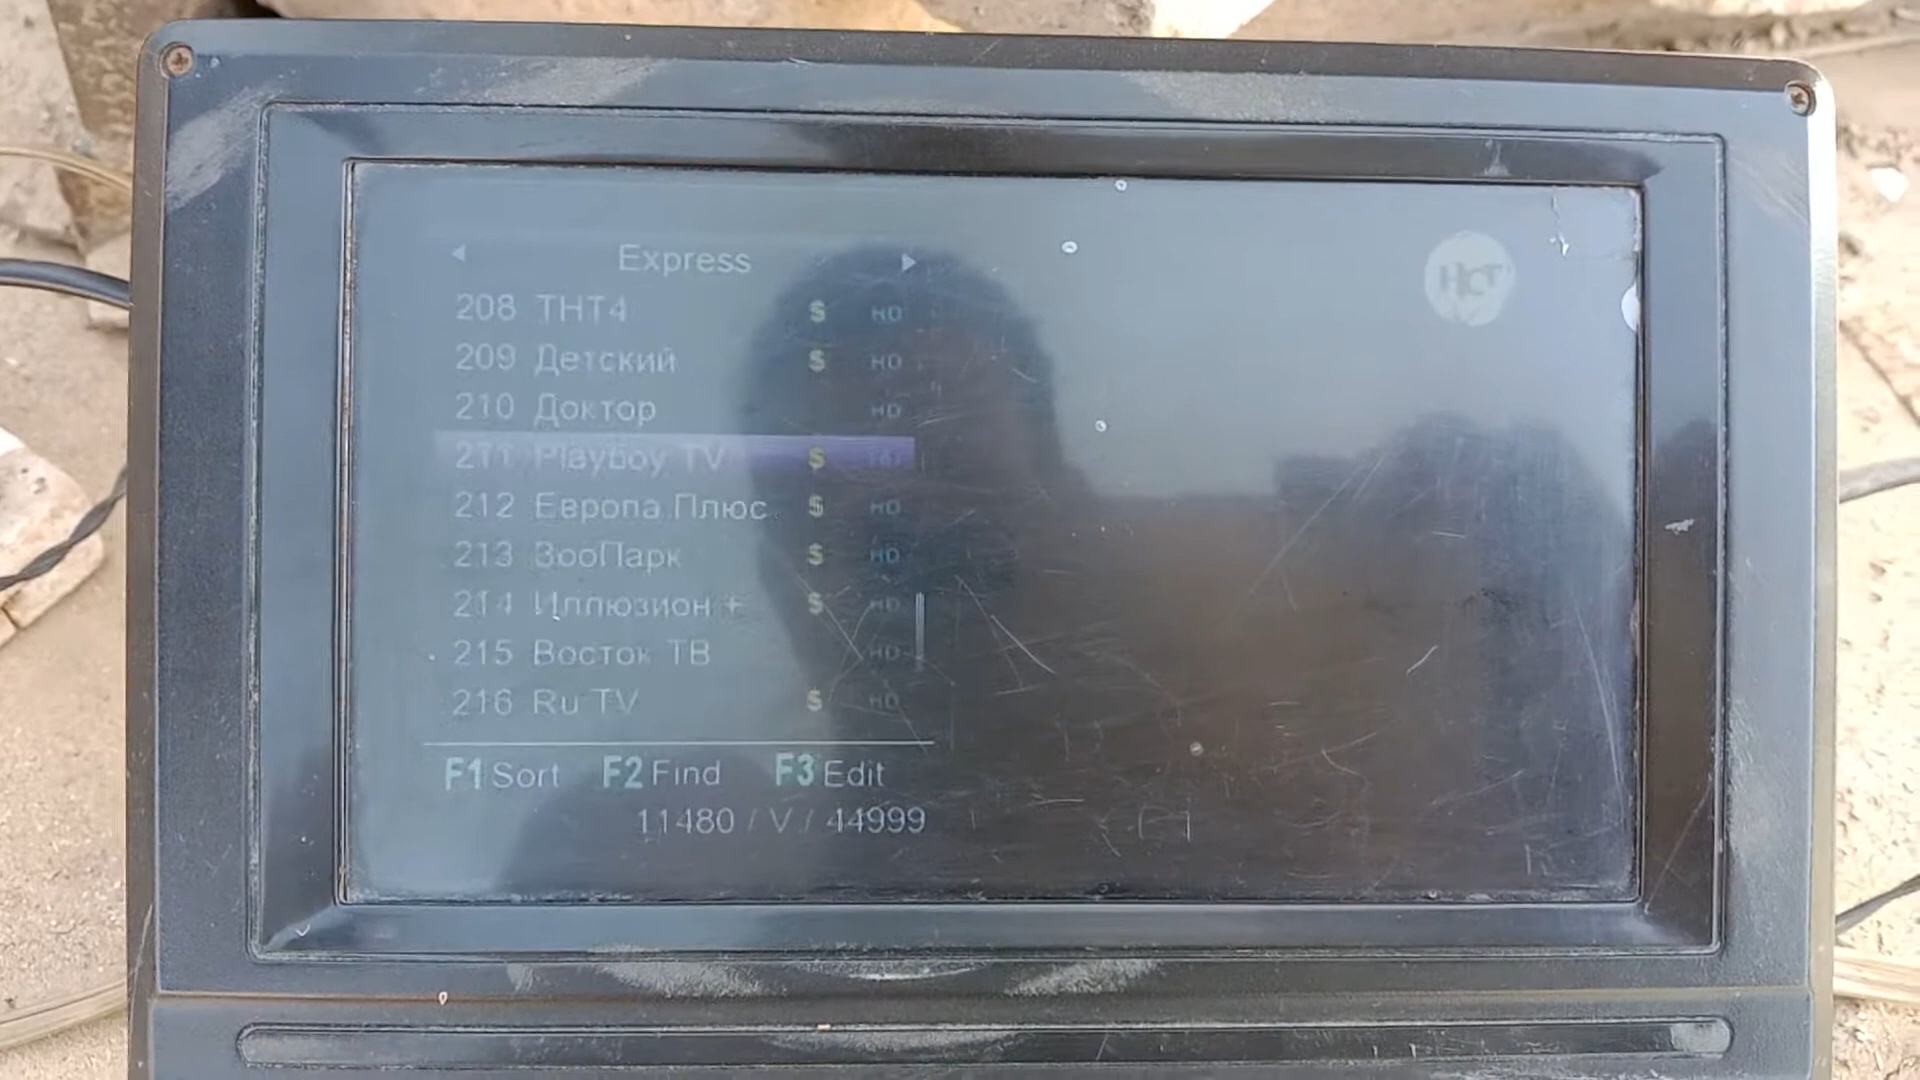 Express
208 ТНТ4 $ HD
209 Детский $ HD
210 Доктор HD
211 Playboy TV $
212 Европа Плюс $ HD
213 ЗооПарк $ HD
214 Иллюзион + $ HD
215 Восток ТВ HD
216 Ru TV $ HD
F1 Sort F2 Find F3 Edit
11480 / V / 44999